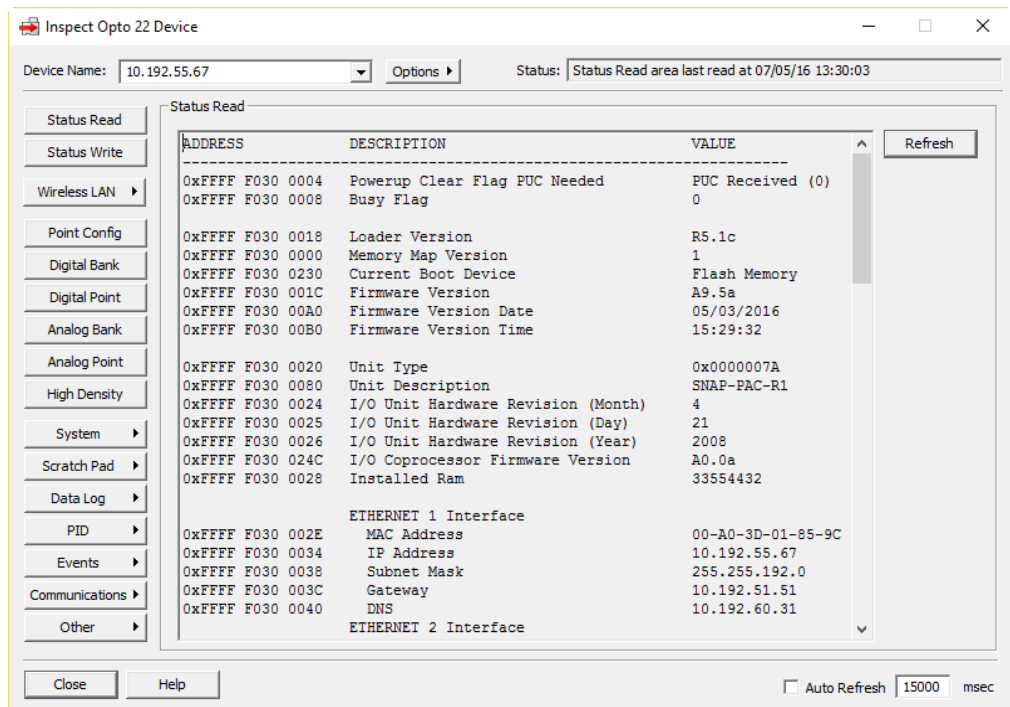 Inspect Opto 22 Device
Device Name: 10.192.55.67 Options Status: Status Read area last read at 07/05/16 13:30:03
Status Read
Status Write
Wireless LAN
Point Config
Digital Bank
Digital Point
Analog Bank
Analog Point
High Density
System
Scratch Pad
Data Log
PID
Events
Communications
Other
Status Read
ADDRESS DESCRIPTION VALUE
--------------------------------------------------------------------
0xFFFF F030 0004 Powerup Clear Flag PUC Needed PUC Received (0)
0xFFFF F030 0008 Busy Flag 0
0xFFFF F030 0018 Loader Version R5.1c
0xFFFF F030 0000 Memory Map Version 1
0xFFFF F030 0230 Current Boot Device Flash Memory
0xFFFF F030 001C Firmware Version A9.5a
0xFFFF F030 00A0 Firmware Version Date 05/03/2016
0xFFFF F030 00B0 Firmware Version Time 15:29:32
0xFFFF F030 0020 Unit Type 0x0000007A
0xFFFF F030 0080 Unit Description SNAP-PAC-R1
0xFFFF F030 0024 I/O Unit Hardware Revision (Month) 4
0xFFFF F030 0025 I/O Unit Hardware Revision (Day) 21
0xFFFF F030 0026 I/O Unit Hardware Revision (Year) 2008
0xFFFF F030 024C I/O Coprocessor Firmware Version A0.0a
0xFFFF F030 0028 Installed Ram 33554432
ETHERNET 1 Interface
0xFFFF F030 002E MAC Address 00-A0-3D-01-85-9C
0xFFFF F030 0034 IP Address 10.192.55.67
0xFFFF F030 0038 Subnet Mask 255.255.192.0
0xFFFF F030 003C Gateway 10.192.51.51
0xFFFF F030 0040 DNS 10.192.60.31
ETHERNET 2 Interface
Refresh
Close Help Auto Refresh 15000 msec